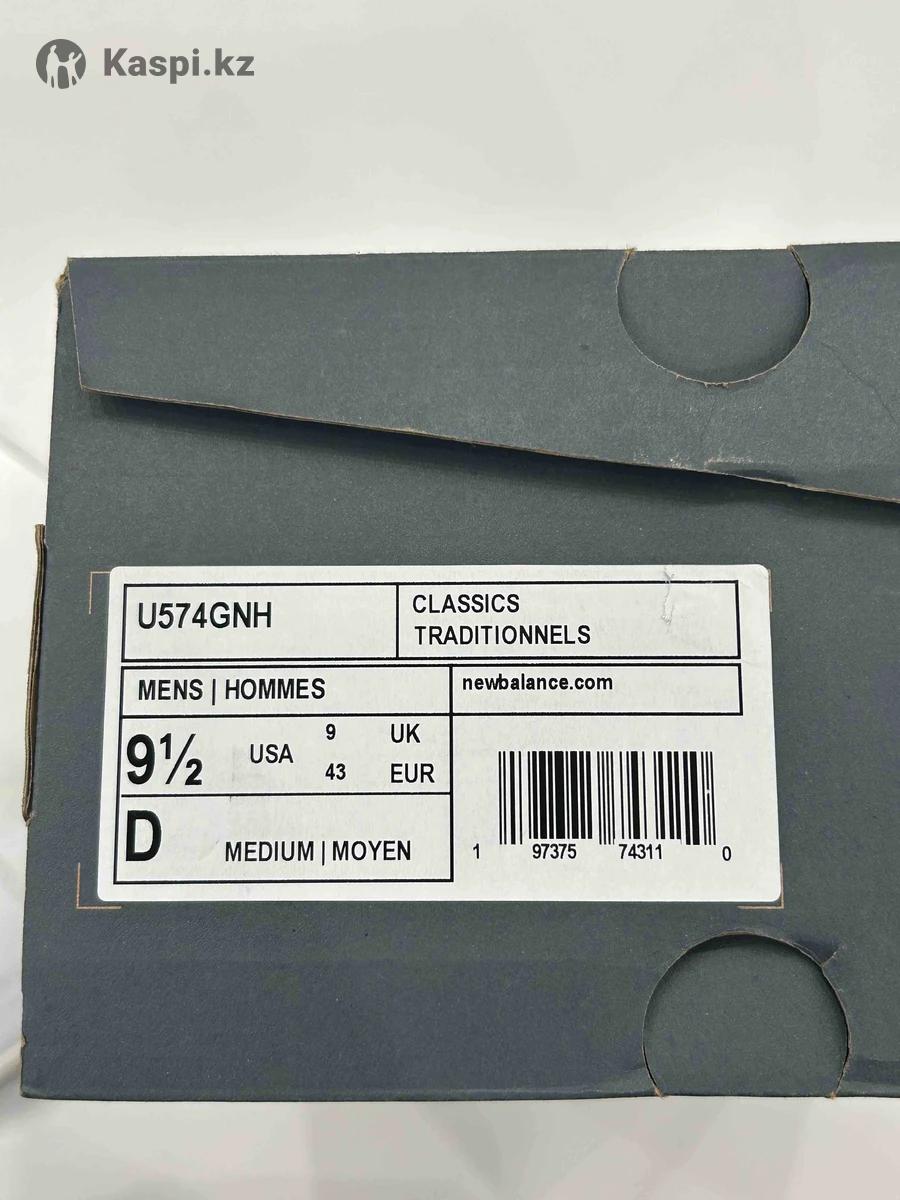 Kaspi.kz
U574GNH
CLASSICS
TRADITIONNELS
MENS | HOMMES
newbalance.com
9½ USA 9 UK
43 EUR
D MEDIUM | MOYEN
1 97375 74311 0